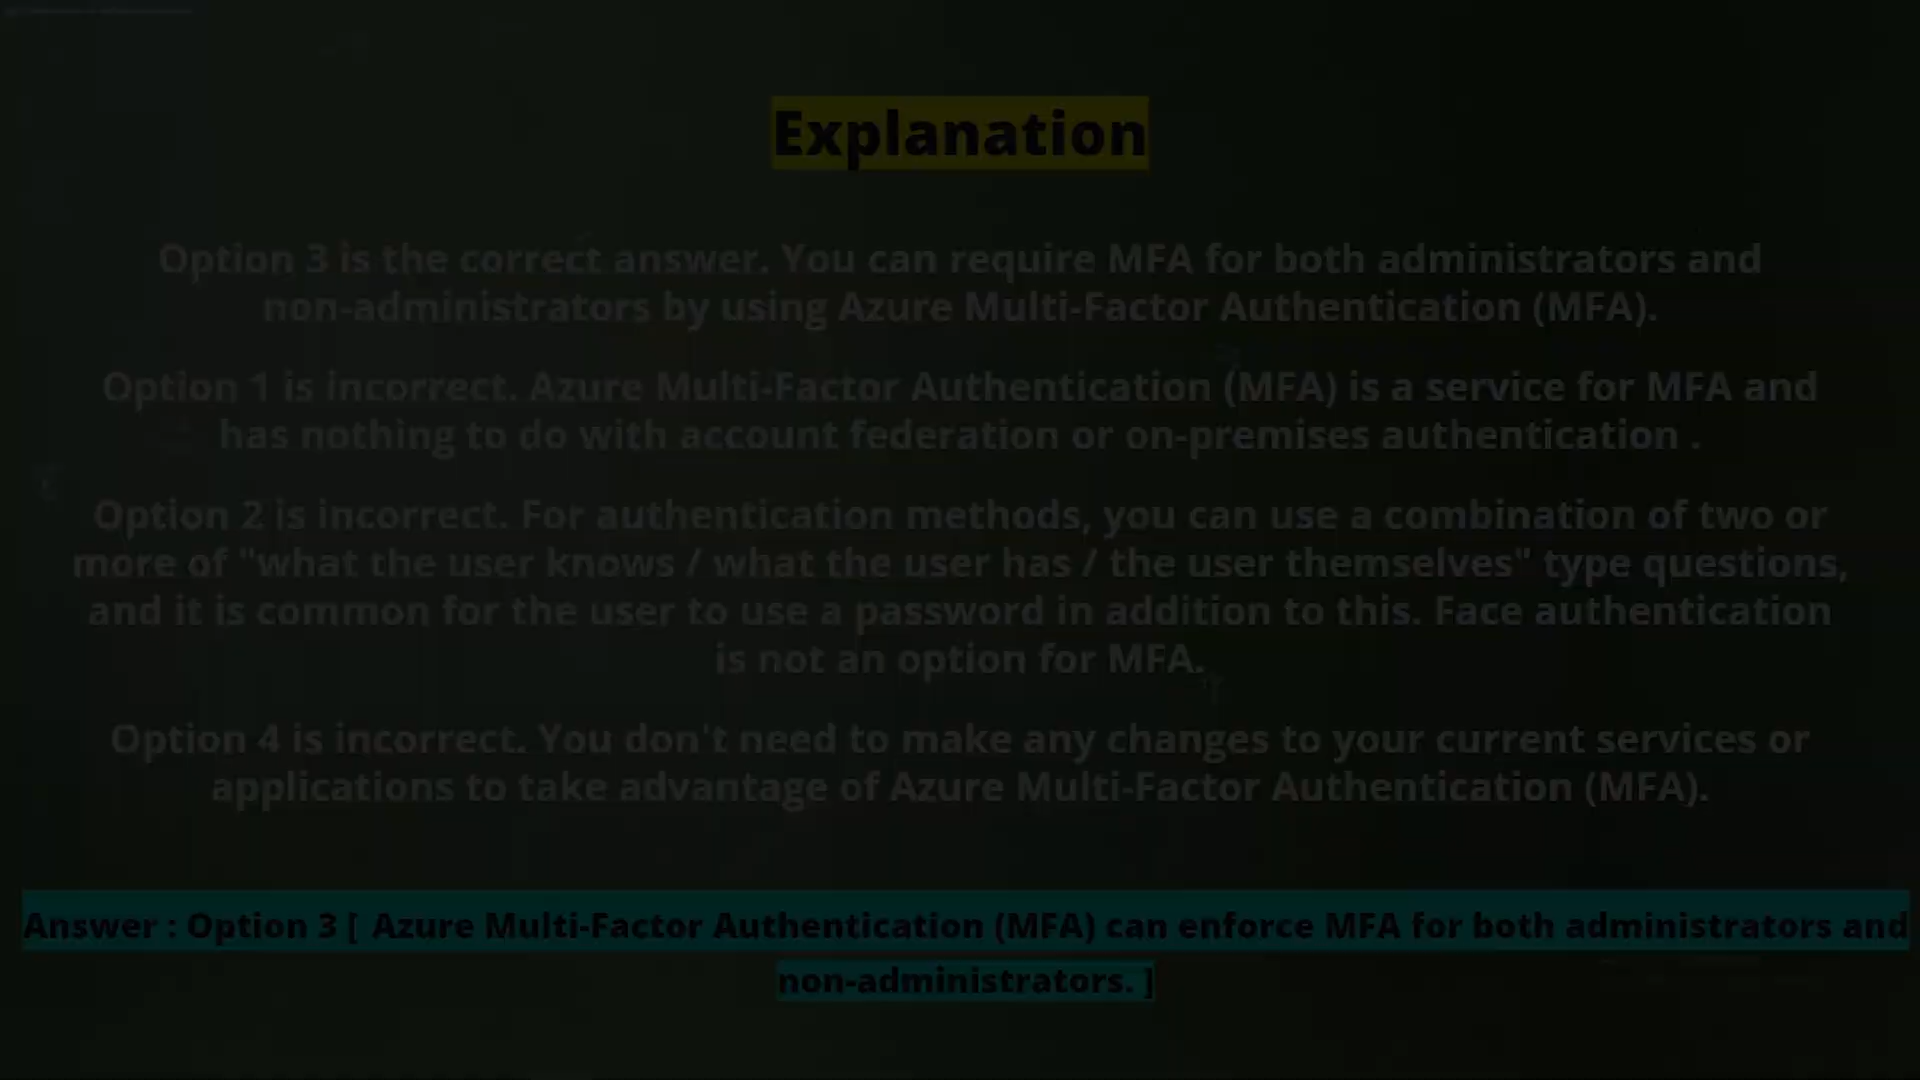 Explanation
Option 3 is the correct answer. You can require MFA for both administrators and
non-administrators by using Azure Multi-Factor Authentication (MFA).
Option 1 is incorrect. Azure Multi-Factor Authentication (MFA) is a service for MFA and
has nothing to do with account federation or on-premises authentication .
Option 2 is incorrect. For authentication methods, you can use a combination of two or
more of "what the user knows / what the user has / the user themselves" type questions,
and it is common for the user to use a password in addition to this. Face authentication
is not an option for MFA.
Option 4 is incorrect. You don't need to make any changes to your current services or
applications to take advantage of Azure Multi-Factor Authentication (MFA).
Answer : Option 3 [ Azure Multi-Factor Authentication (MFA) can enforce MFA for both administrators and
non-administrators. ]